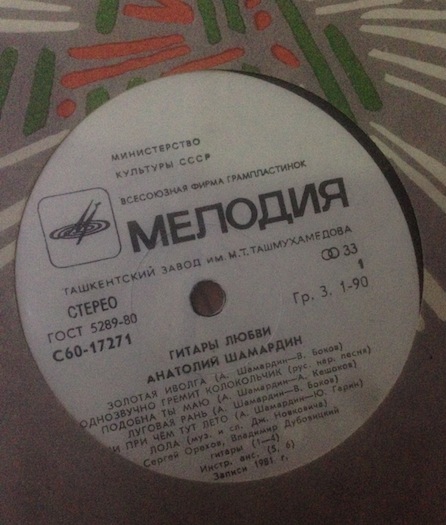 МИНИСТЕРСТВО
КУЛЬТУРЫ СССР
ВСЕСОЮЗНАЯ ФИРМА ГРАМПЛАСТИНОК
МЕЛОДИЯ
ТАШКЕНТСКИЙ ЗАВОД ИМ. М.Т.ТАШМУХАМЕДОВА
СТЕРЕО
33
ГОСТ 5289-80
1
С60-17271
Гр. 3. 1-90
ГИТАРЫ ЛЮБВИ
АНАТОЛИЙ ШАМАРДИН
ЗОЛОТАЯ ИВОЛГА (А. Шамардин—В. Боков)
ОДНОЗВУЧНО ГРЕМИТ КОЛОКОЛЬЧИК (рус. нар. песня)
ПОДОБНА ТЫ МАЮ (А. Шамардин—А. Кешоков)
ЛУГОВАЯ РАНЬ (А. Шамардин—В. Боков)
И ПРИ ЧЁМ ТУТ ЛЕТО (А. Шамардин—Ю. Гарин)
ЛОЛА (муз. и сл. Дж. Новковича)
Сергей Орехов, Владимир Дубовицкий
гитары (1—4)
Инстр. анс. (5, 6)
Записи 1981 г.